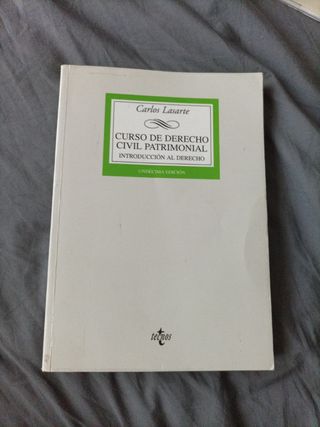 Carlos Lasarte
CURSO DE DERECHO
CIVIL PATRIMONIAL
INTRODUCCIÓN AL DERECHO
UNDÉCIMA EDICIÓN
tecnos